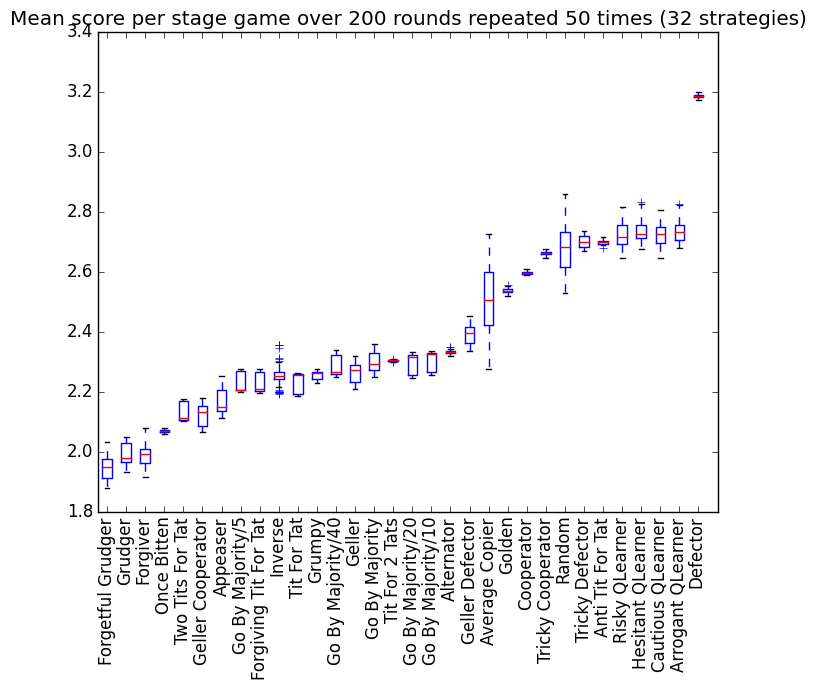 Mean score per stage game over 200 rounds repeated 50 times (32 strategies)
3.4
3.2
3.0
2.8
2.6
2.4
2.2
2.0
1.8
Forgetful Grudger
Grudger
Forgiver
Once Bitten
Two Tits For Tat
Geller Cooperator
Appeaser
Go By Majority/5
Forgiving Tit For Tat
Inverse
Tit For Tat
Grumpy
Go By Majority/40
Geller
Go By Majority
Tit For 2 Tats
Go By Majority/20
Go By Majority/10
Alternator
Geller Defector
Average Copier
Golden
Cooperator
Tricky Cooperator
Random
Tricky Defector
Anti Tit For Tat
Risky QLearner
Hesitant QLearner
Cautious QLearner
Arrogant QLearner
Defector